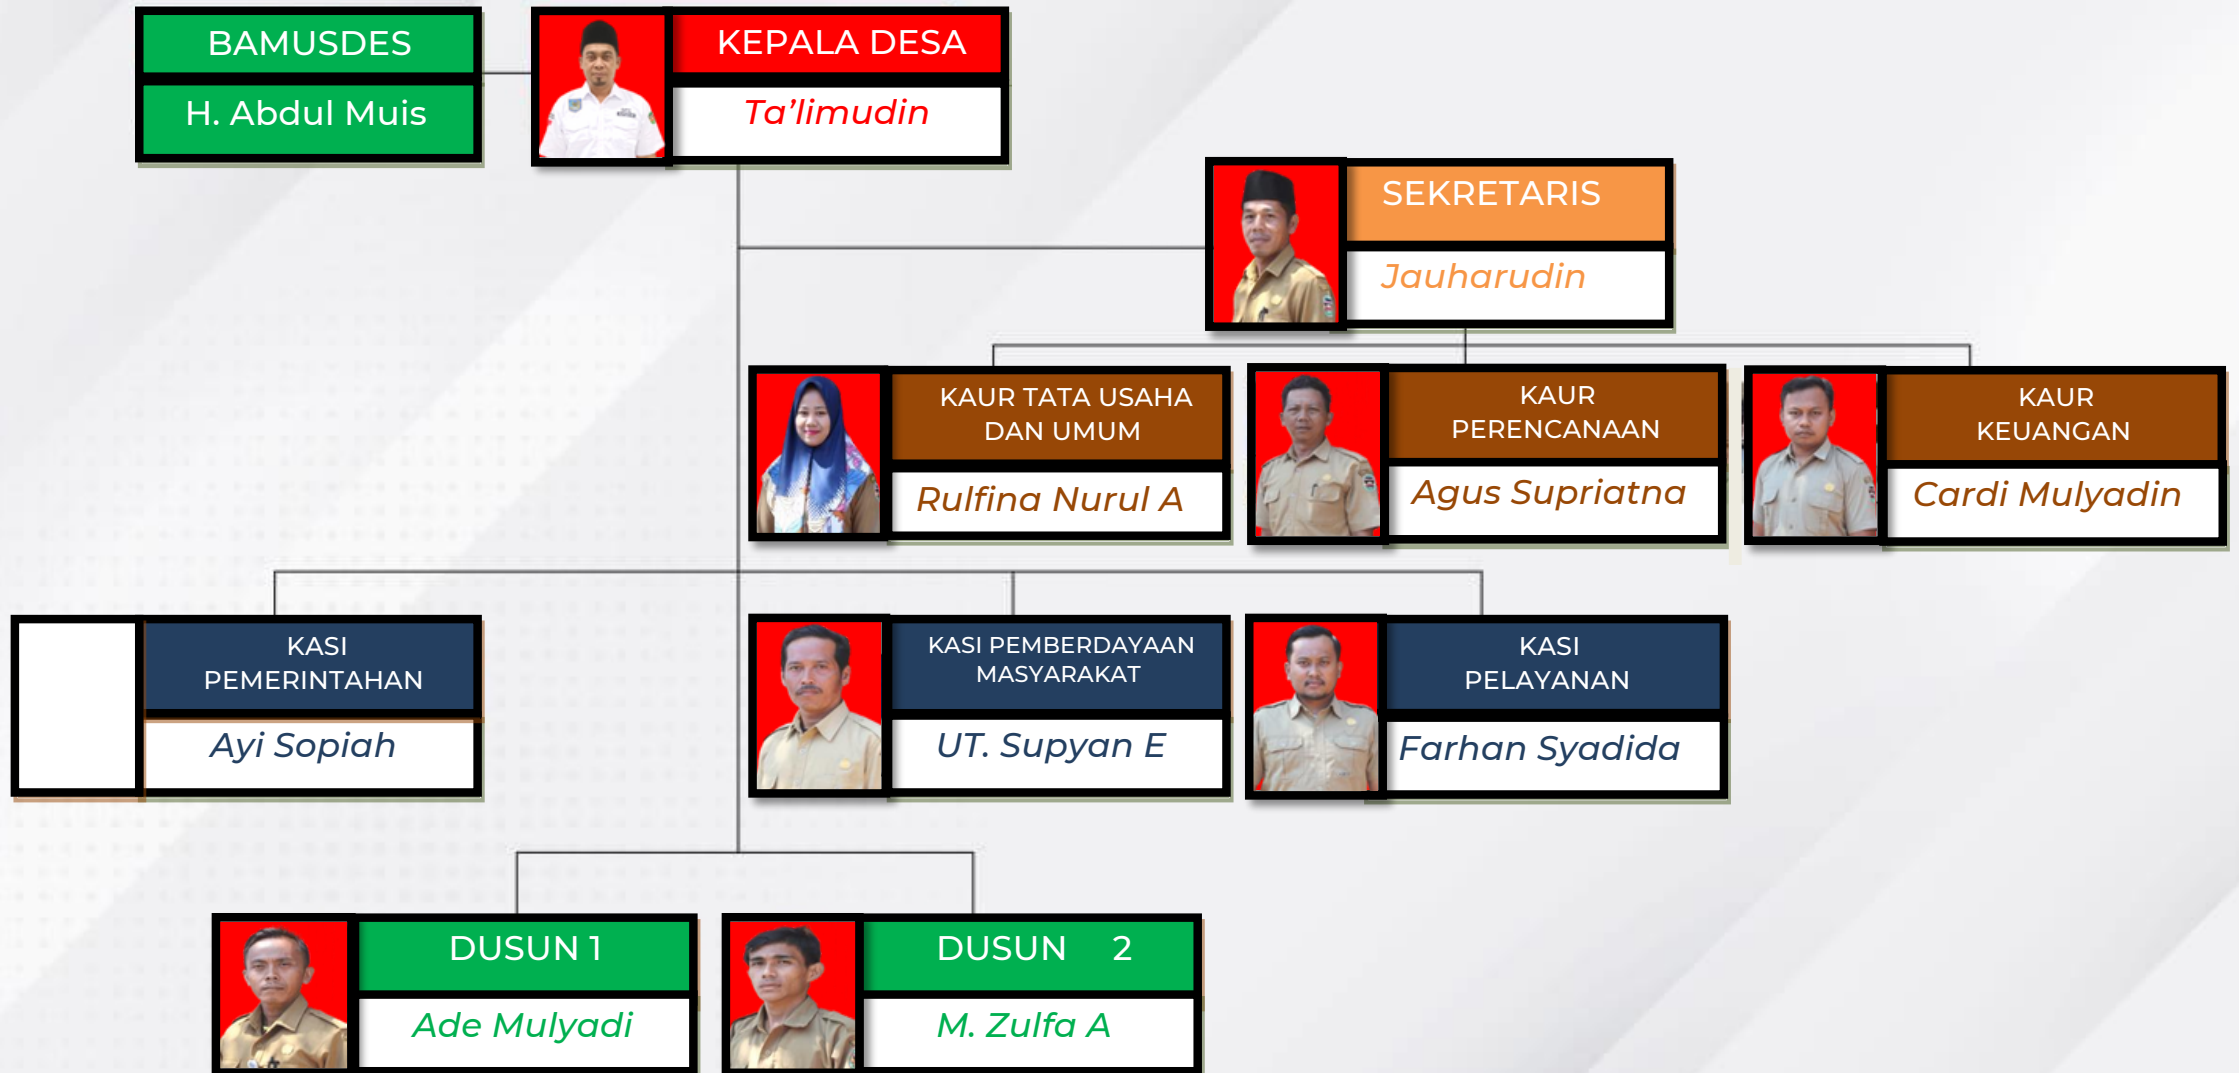 BAMUSDES
H. Abdul Muis
KEPALA DESA
Ta'limudin
SEKRETARIS
Jauharudin
KAUR TATA USAHA
DAN UMUM
Rulfina Nurul A
KAUR
PERENCANAAN
Agus Supriatna
KAUR
KEUANGAN
Cardi Mulyadin
KASI
PEMERINTAHAN
Ayi Sopiah
KASI PEMBERDAYAAN
MASYARAKAT
UT. Supyan E
KASI
PELAYANAN
Farhan Syadida
DUSUN 1
Ade Mulyadi
DUSUN 2
M. Zulfa A